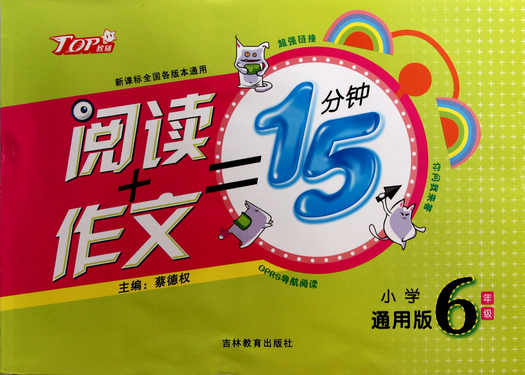 TOP教辅
新课标全国各版本通用
超强链接
阅读
+
作文
=
15
分钟
你问我来答
GPRS导航阅读
主编：蔡德权
小学
通用版
6
年级
吉林教育出版社